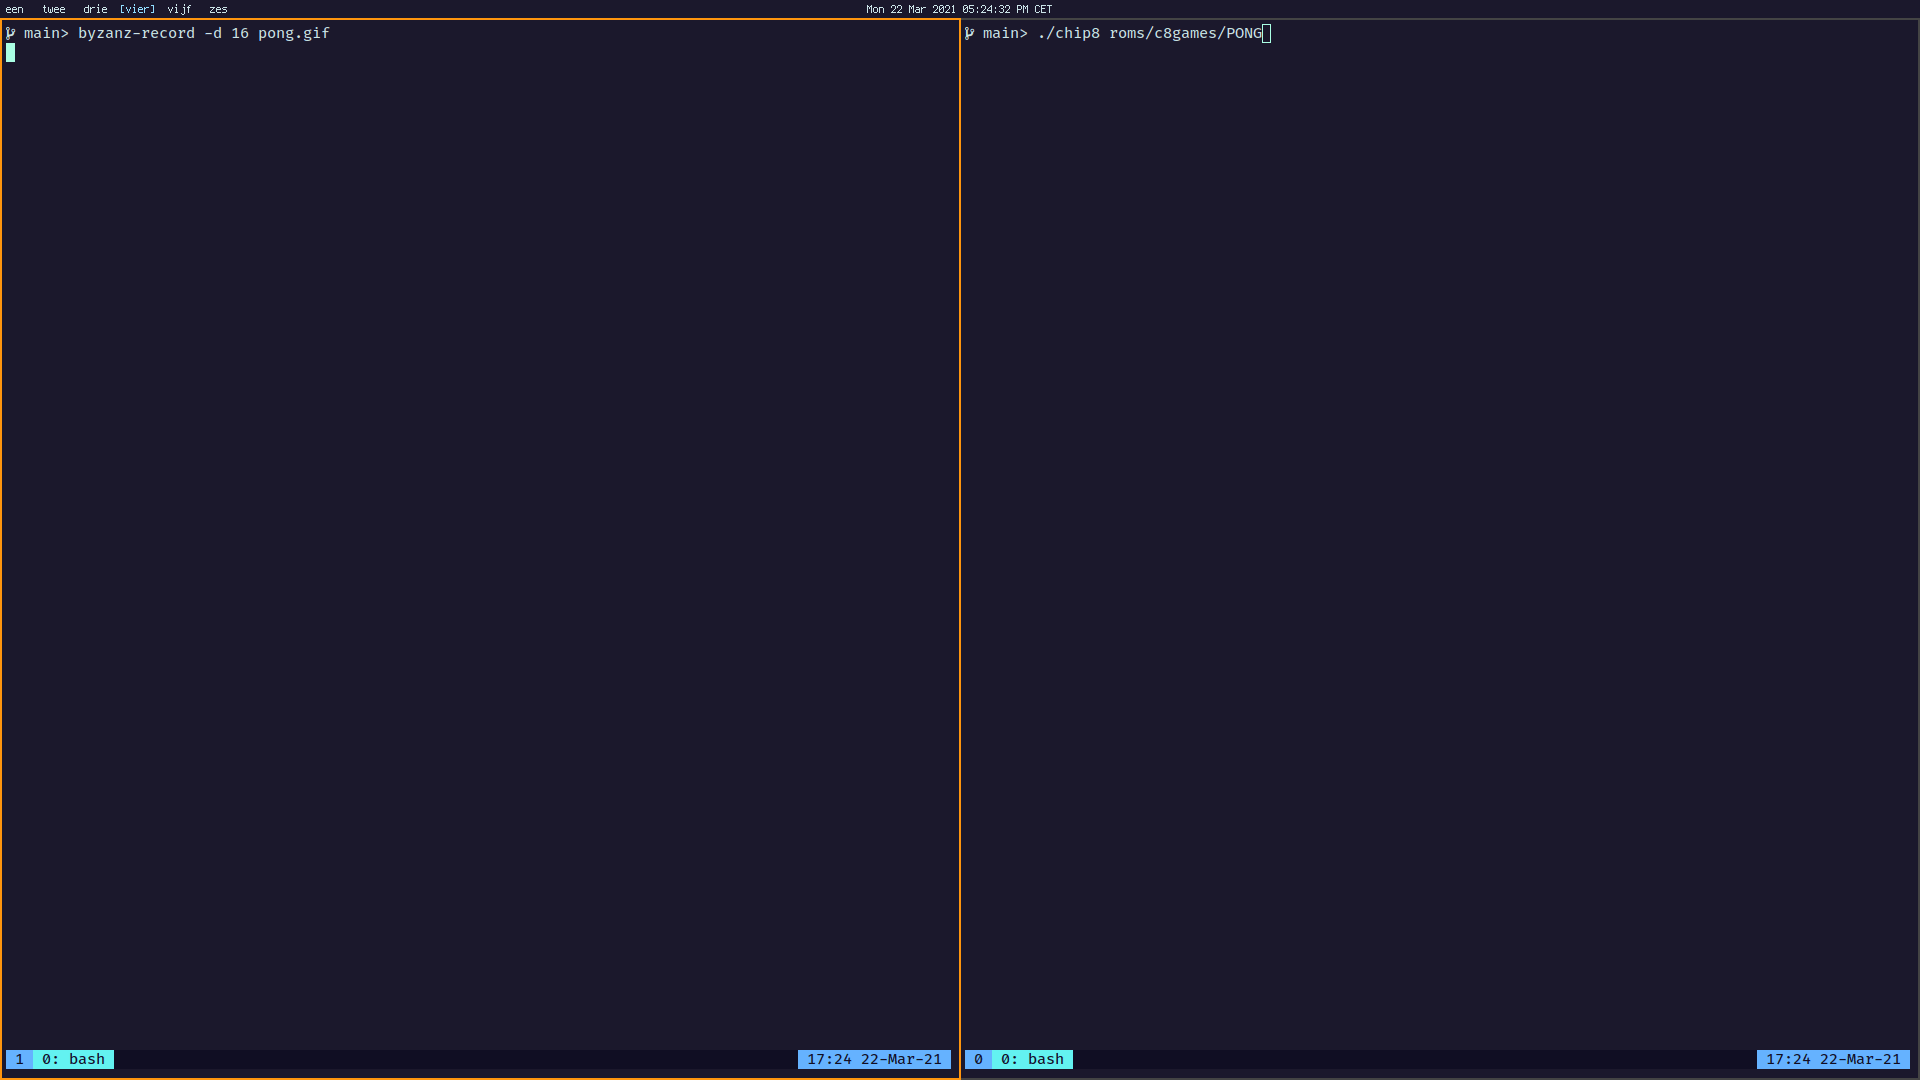 een twee drie [vier] vijf zes Mon 22 Mar 2021 05:24:32 PM CET
main> byzanz-record -d 16 pong.gif
main> ./chip8 roms/c8games/PONG
1 0: bash 17:24 22-Mar-21
0 0: bash 17:24 22-Mar-21